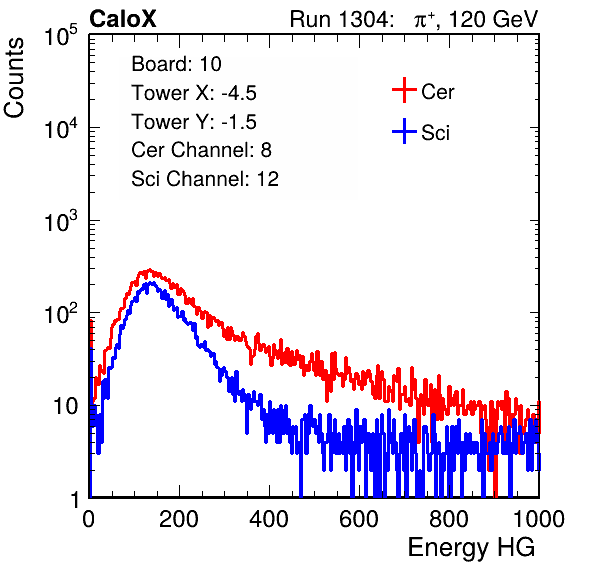 CaloX Run 1304: π⁺, 120 GeV
Counts
10⁵
10⁴
10³
10²
10
1
Board: 10
Tower X: -4.5
Tower Y: -1.5
Cer Channel: 8
Sci Channel: 12
Cer
Sci
0 200 400 600 800 1000
Energy HG